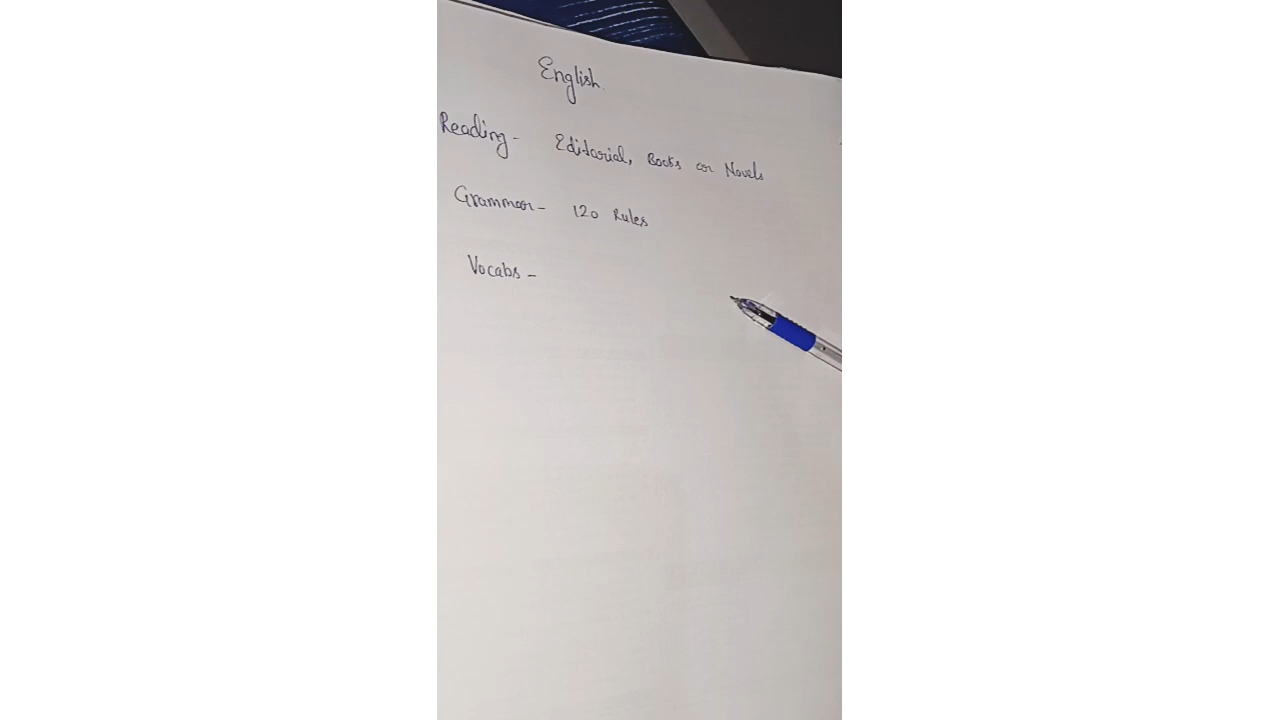 English.
Reading - Editorial, Books or Novels
Grammar - 120 Rules
Vocabs -